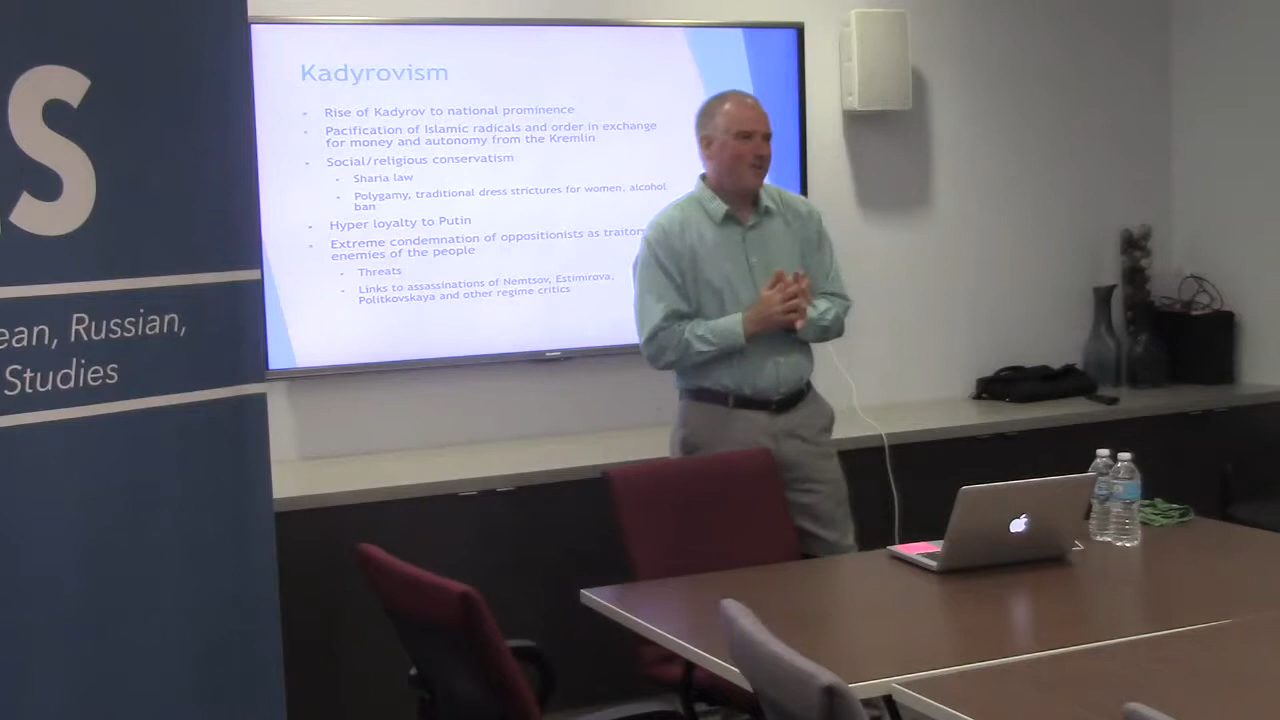 S
ean, Russian,
Studies
Kadyrovism
Rise of Kadyrov to national prominence
Pacification of Islamic radicals and order in exchange
for money and autonomy from the Kremlin
Social/religious conservatism
Sharia law
Polygamy, traditional dress strictures for women, alcohol
ban
Hyper loyalty to Putin
Extreme condemnation of oppositionists as traitors
enemies of the people
Threats
Links to assassinations of Nemtsov, Estimirova,
Politkovskaya and other regime critics